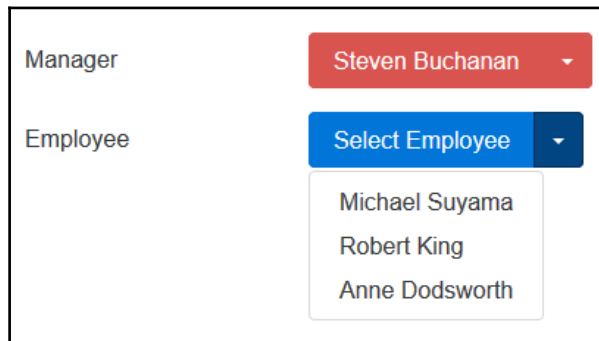 Manager Steven Buchanan
Employee Select Employee
Michael Suyama
Robert King
Anne Dodsworth